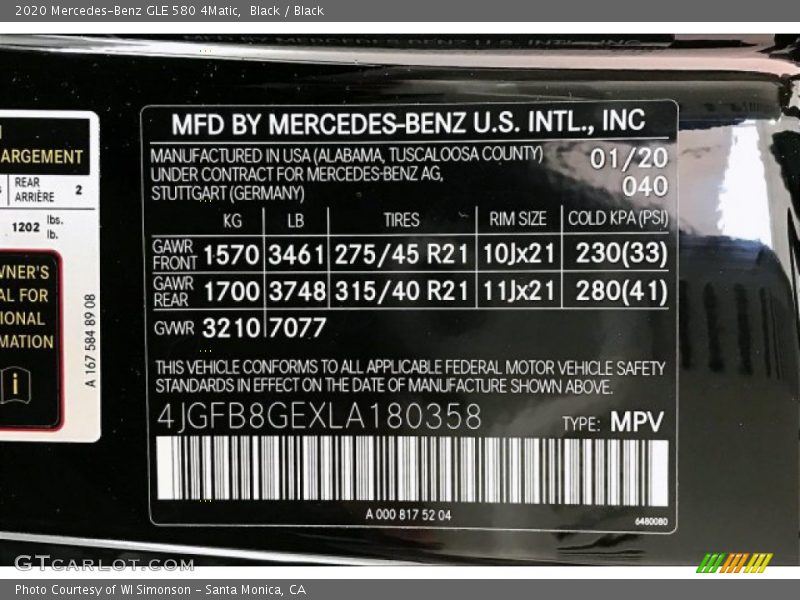 2020 Mercedes-Benz GLE 580 4Matic, Black / Black
ARGEMENT
REAR
ARRIÈRE 2
1202 lbs.
lb.
WNER'S
AL FOR
IONAL
MATION
i
A 167 584 89 08
MFD BY MERCEDES-BENZ U.S. INTL., INC
MANUFACTURED IN USA (ALABAMA, TUSCALOOSA COUNTY) 01/20
UNDER CONTRACT FOR MERCEDES-BENZ AG, 040
STUTTGART (GERMANY)
KG LB TIRES RIM SIZE COLD KPA (PSI)
GAWR FRONT 1570 3461 275/45 R21 10Jx21 230(33)
GAWR REAR 1700 3748 315/40 R21 11Jx21 280(41)
GVWR 3210 7077
THIS VEHICLE CONFORMS TO ALL APPLICABLE FEDERAL MOTOR VEHICLE SAFETY
STANDARDS IN EFFECT ON THE DATE OF MANUFACTURE SHOWN ABOVE.
4JGFB8GEXLA180358 TYPE: MPV
A 000 817 52 04
6480080
GTCARLOT.COM
Photo Courtesy of WI Simonson - Santa Monica, CA